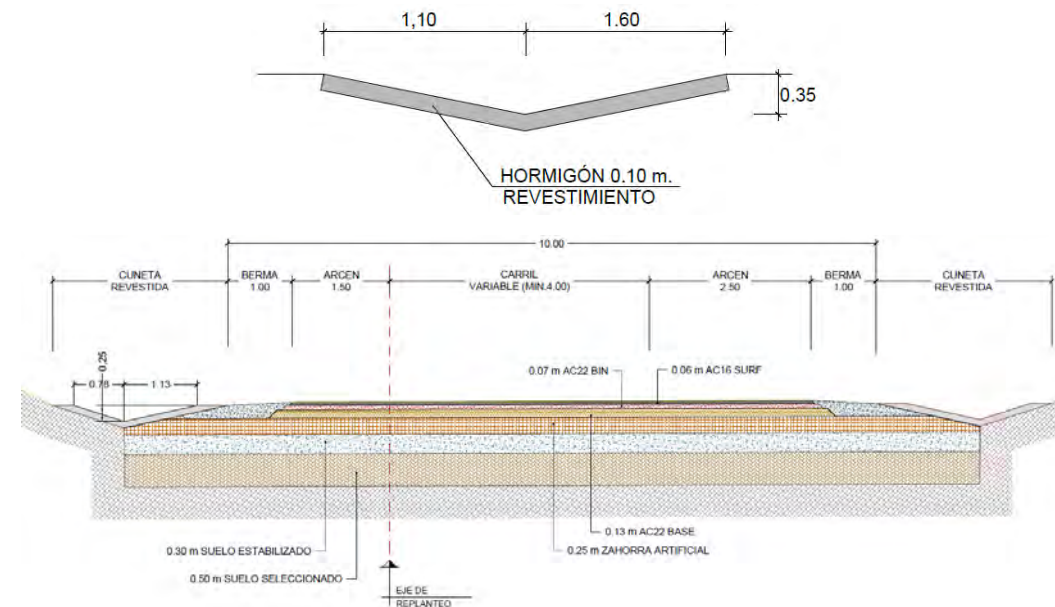 1,10
1.60
0.35
HORMIGÓN 0.10 m.
REVESTIMIENTO
10.00
CUNETA
REVESTIDA
BERMA
1.00
ARCEN
1.50
CARRIL
VARIABLE (MIN.4.00)
ARCEN
2.50
BERMA
1.00
CUNETA
REVESTIDA
0.25
0.78
1.13
0.07 m AC22 BIN
0.06 m AC16 SURF
0.13 m AC22 BASE
0.30 m SUELO ESTABILIZADO
0.25 m ZAHORRA ARTIFICIAL
0.50 m SUELO SELECCIONADO
EJE DE
REPLANTEO